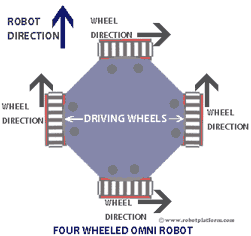 ROBOT
DIRECTION
WHEEL
DIRECTION
WHEEL
DIRECTION
DRIVING WHEELS
WHEEL
DIRECTION
WHEEL
DIRECTION
©www.robotplatform.com
FOUR WHEELED OMNI ROBOT